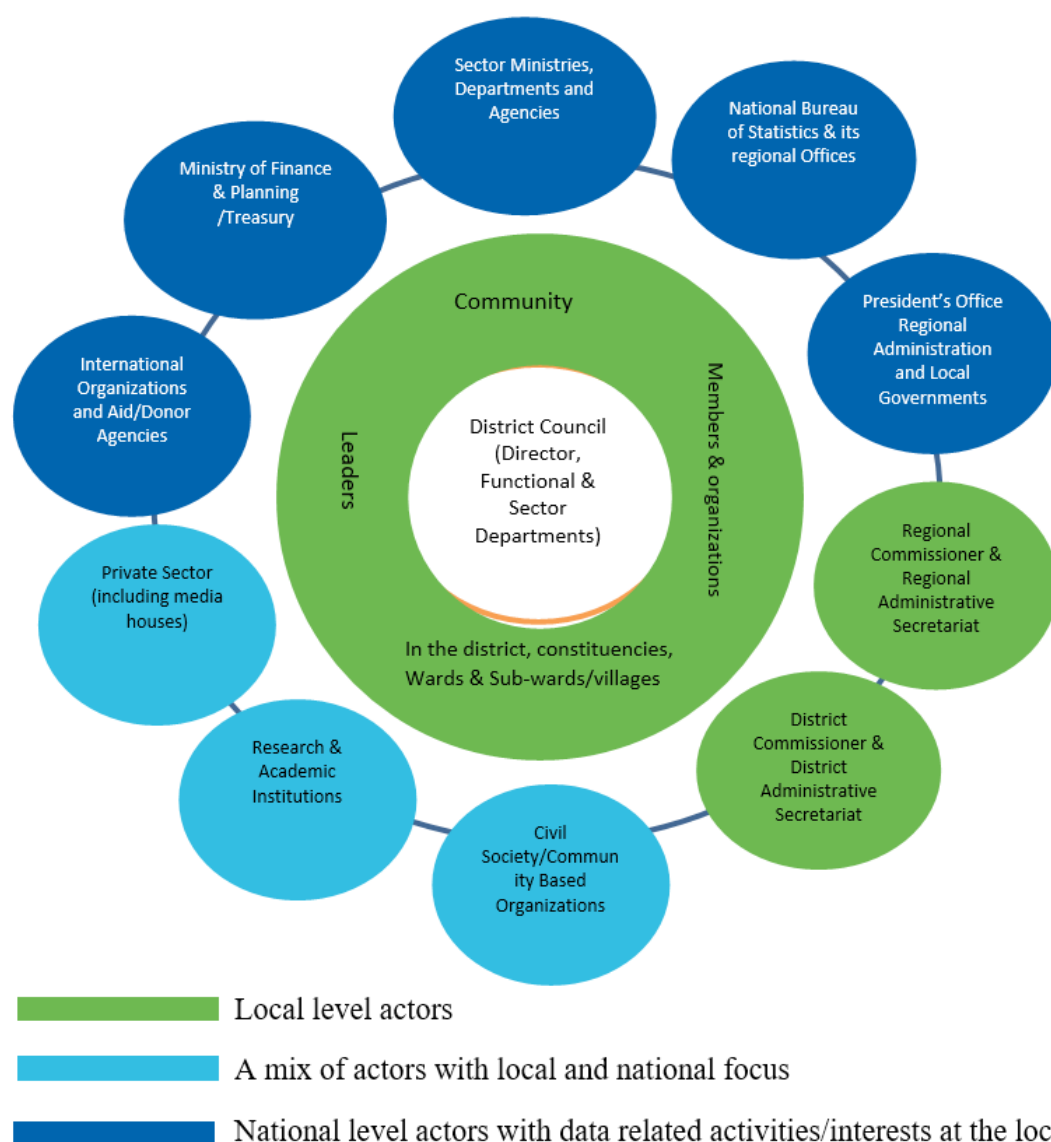 Sector Ministries,
Departments and
Agencies
National Bureau
of Statistics & its
regional Offices
Ministry of Finance
& Planning
/Treasury
President's Office
Regional
Administration
and Local
Governments
International
Organizations
and Aid/Donor
Agencies
Community
Leaders
Members & organizations
District Council
(Director,
Functional &
Sector
Departments)
In the district, constituencies,
Wards & Sub-wards/villages
Regional
Commissioner &
Regional
Administrative
Secretariat
Private Sector
(including media
houses)
District
Commissioner &
District
Administrative
Secretariat
Research &
Academic
Institutions
Civil
Society/Commun
ity Based
Organizations
Local level actors
A mix of actors with local and national focus
National level actors with data related activities/interests at the loc